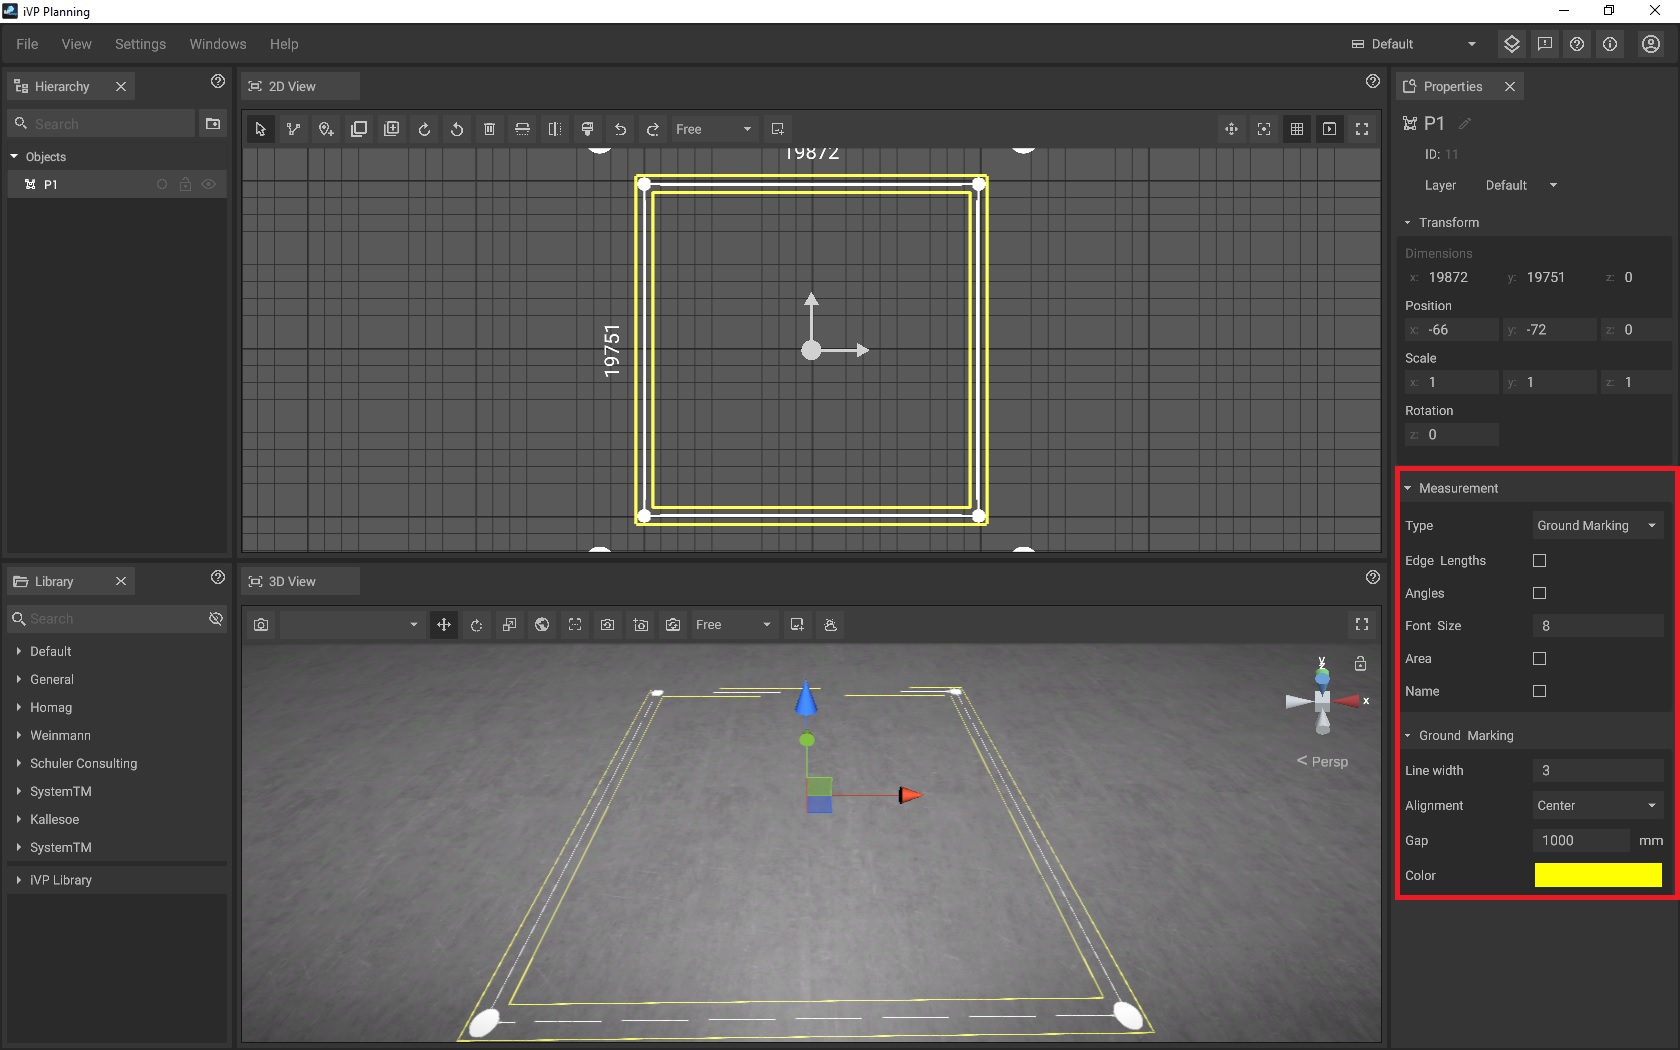 iVP Planning
File View Settings Windows Help
Default
Hierarchy
Search
Objects
P1
2D View
Free
19872
19751
Library
Search
Default
General
Homag
Weinmann
Schuler Consulting
SystemTM
Kallesoe
SystemTM
iVP Library
3D View
Free
y
x
< Persp
Properties
P1
ID: 11
Layer Default
Transform
Dimensions
x: 19872 y: 19751 z: 0
Position
x: -66 y: -72 z: 0
Scale
x: 1 y: 1 z: 1
Rotation
z: 0
Measurement
Type Ground Marking
Edge Lengths
Angles
Font Size 8
Area
Name
Ground Marking
Line width 3
Alignment Center
Gap 1000 mm
Color